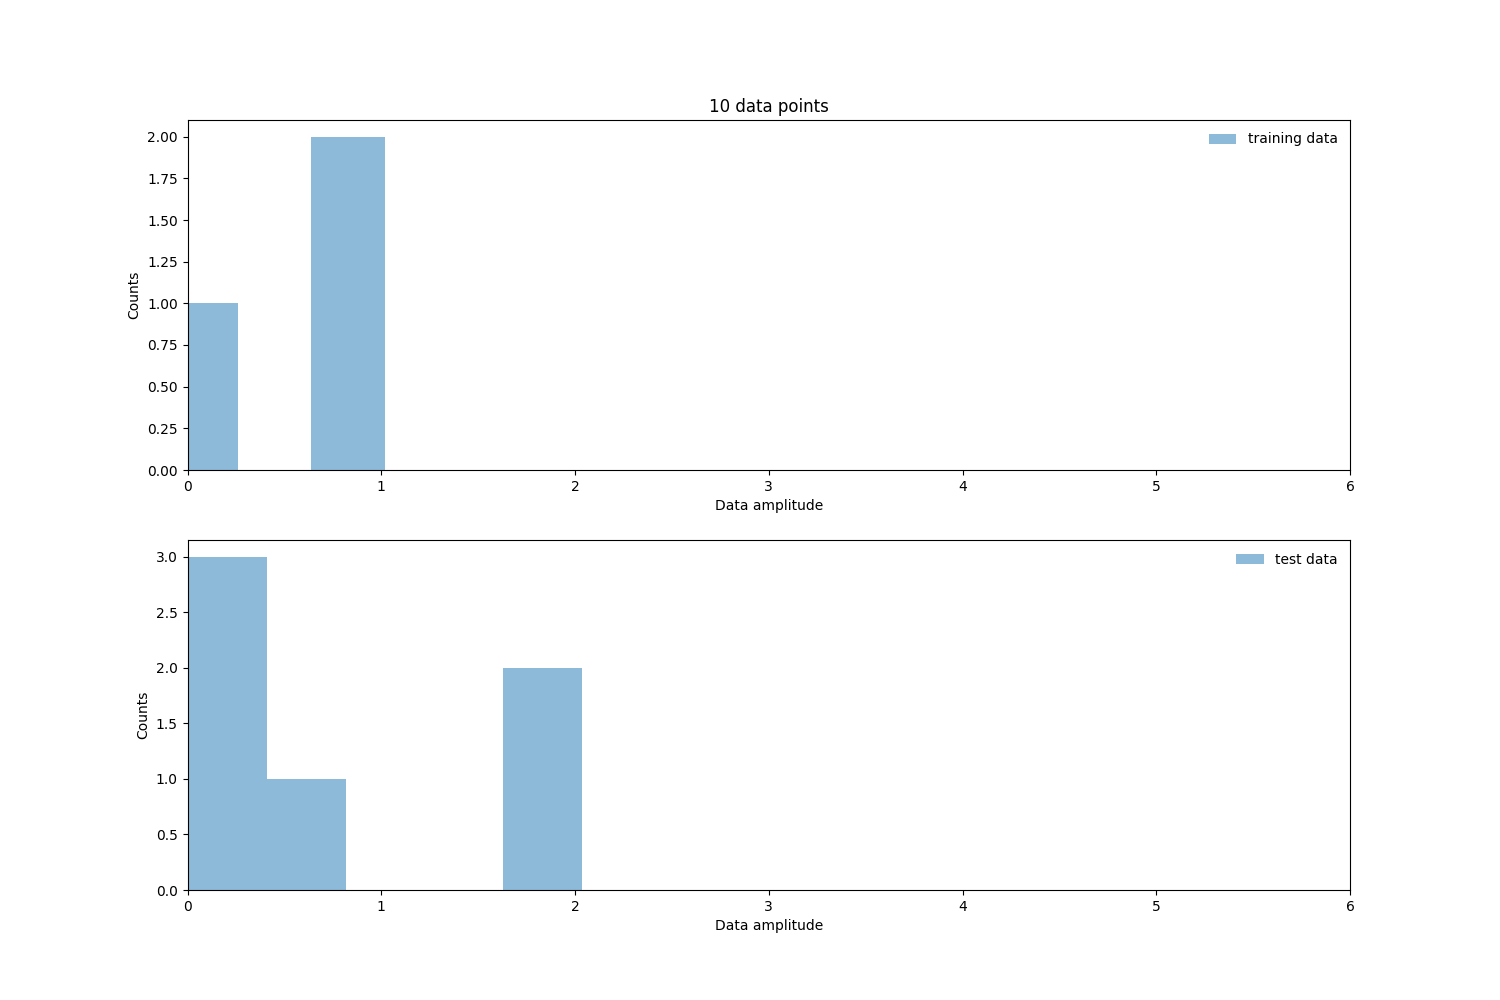 10 data points
training data
2.00
1.75
1.50
1.25
1.00
0.75
0.50
0.25
0.00
Counts
0 1 2 3 4 5 6
Data amplitude
test data
3.0
2.5
2.0
1.5
1.0
0.5
0.0
Counts
0 1 2 3 4 5 6
Data amplitude